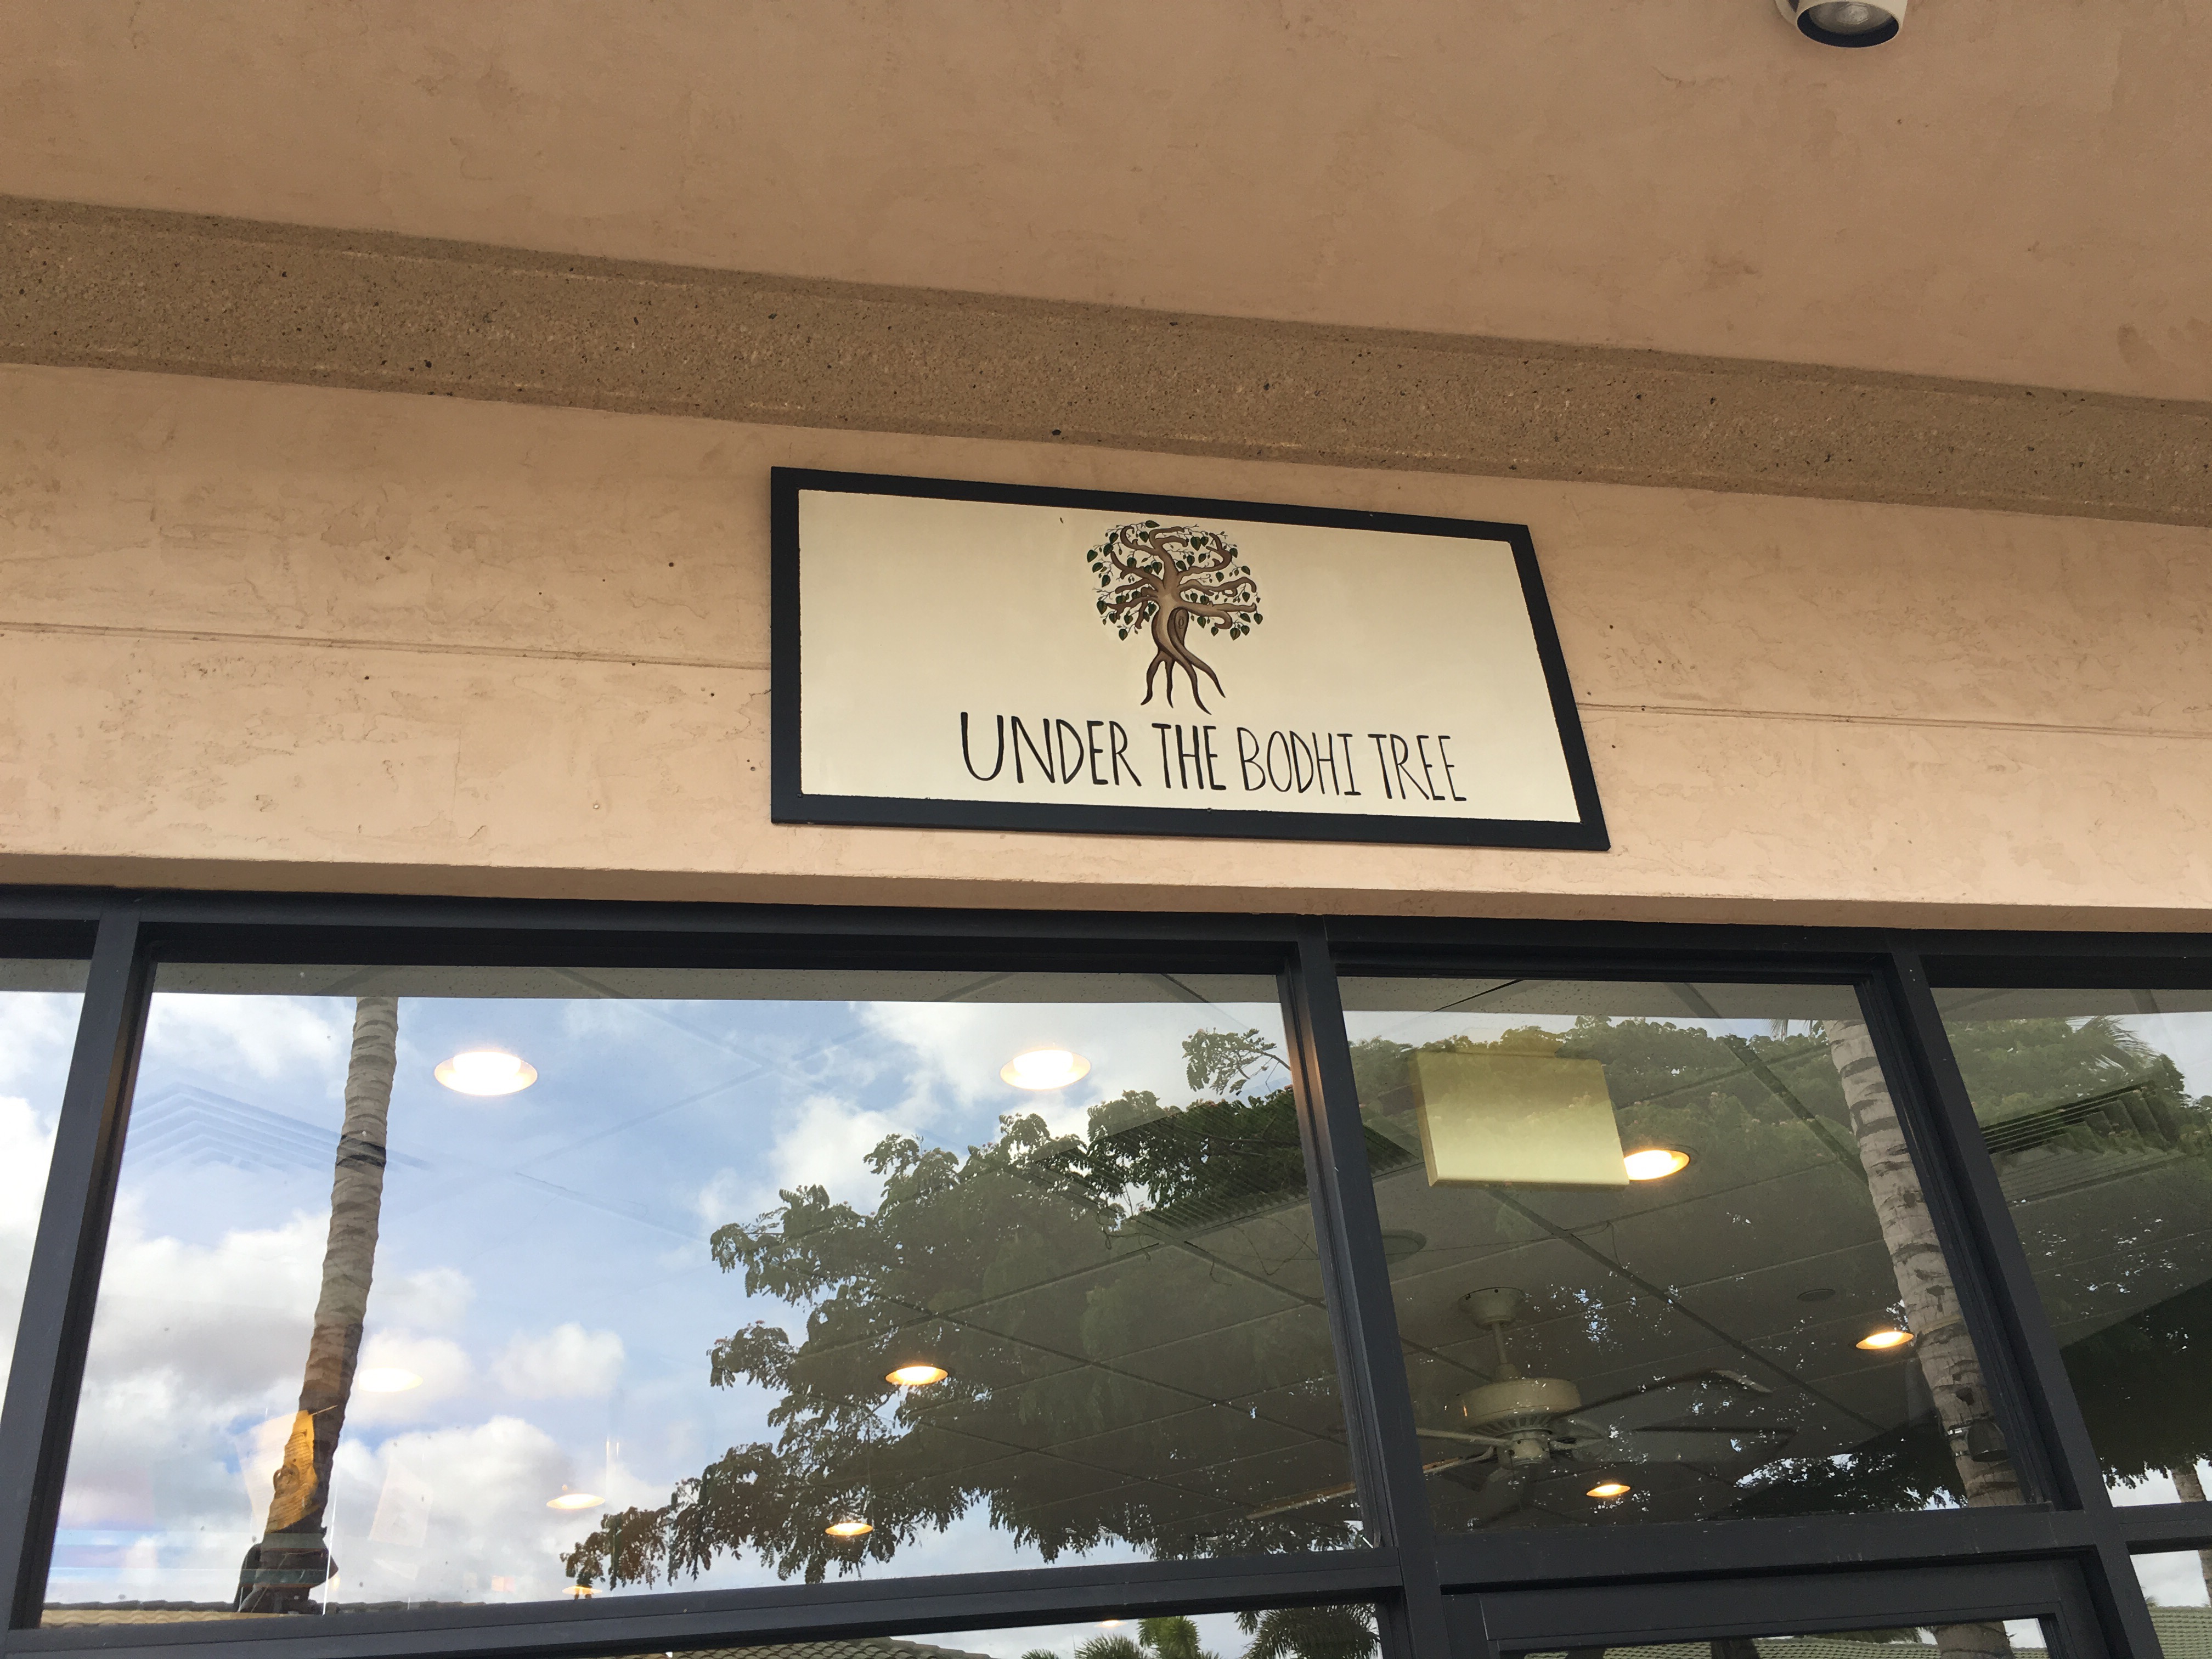 UNDER THE BODHI TREE